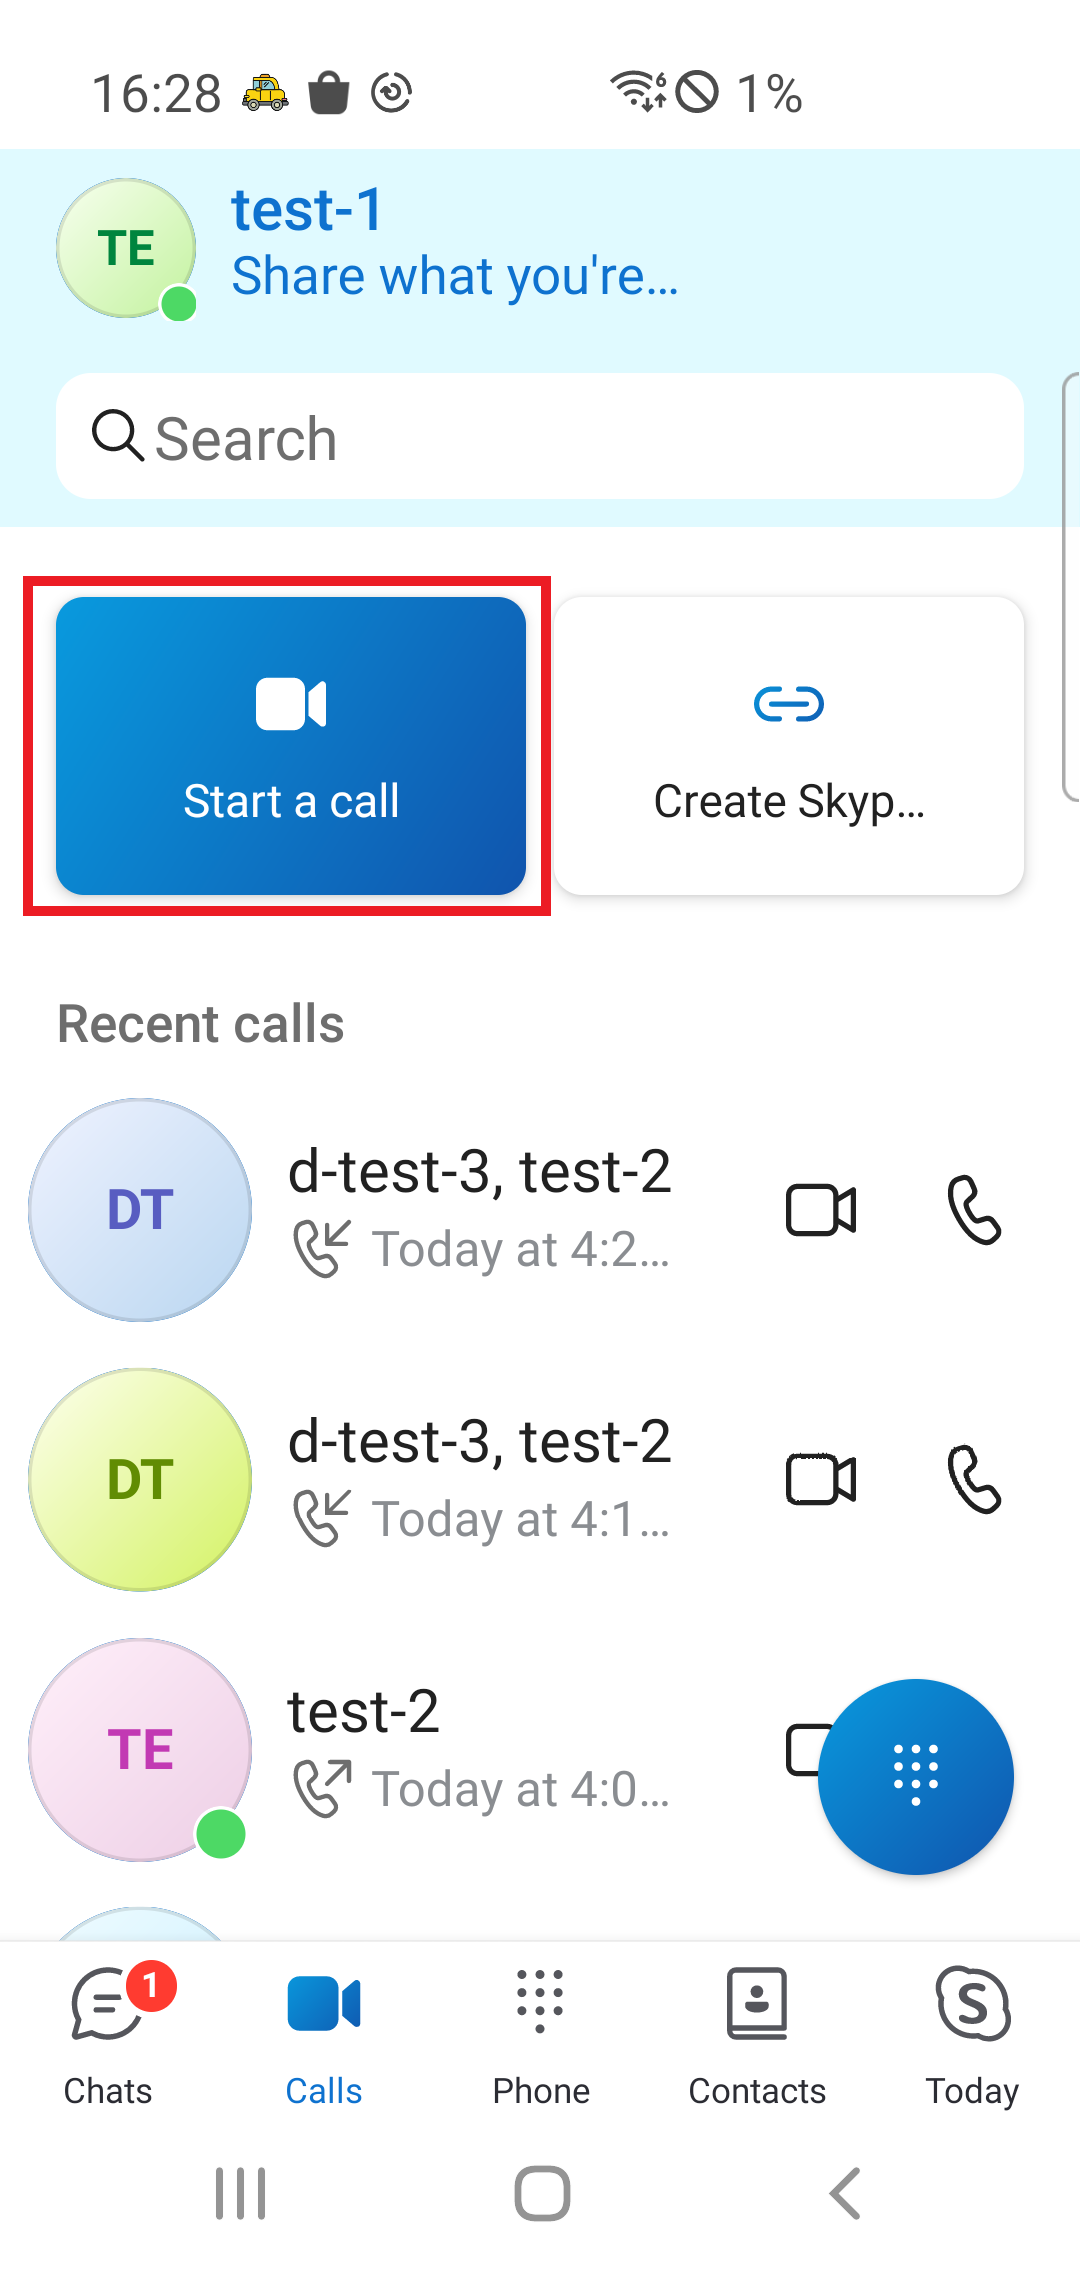 16:28 1%
TE
test-1
Share what you're...
Search
Start a call
Create Skyp...
Recent calls
DT
d-test-3, test-2
Today at 4:2...
DT
d-test-3, test-2
Today at 4:1...
TE
test-2
Today at 4:0...
1
Chats
Calls
Phone
Contacts
Today